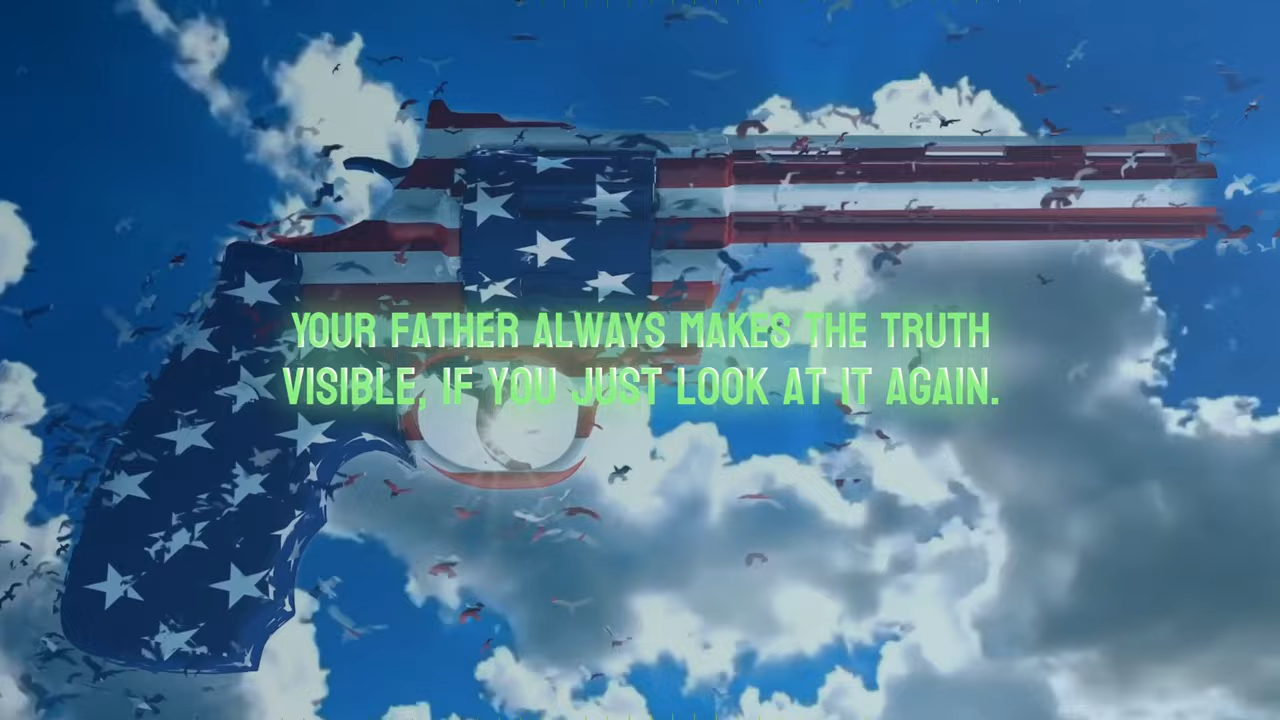 YOUR FATHER ALWAYS MAKES THE TRUTH
VISIBLE, IF YOU JUST LOOK AT IT AGAIN.